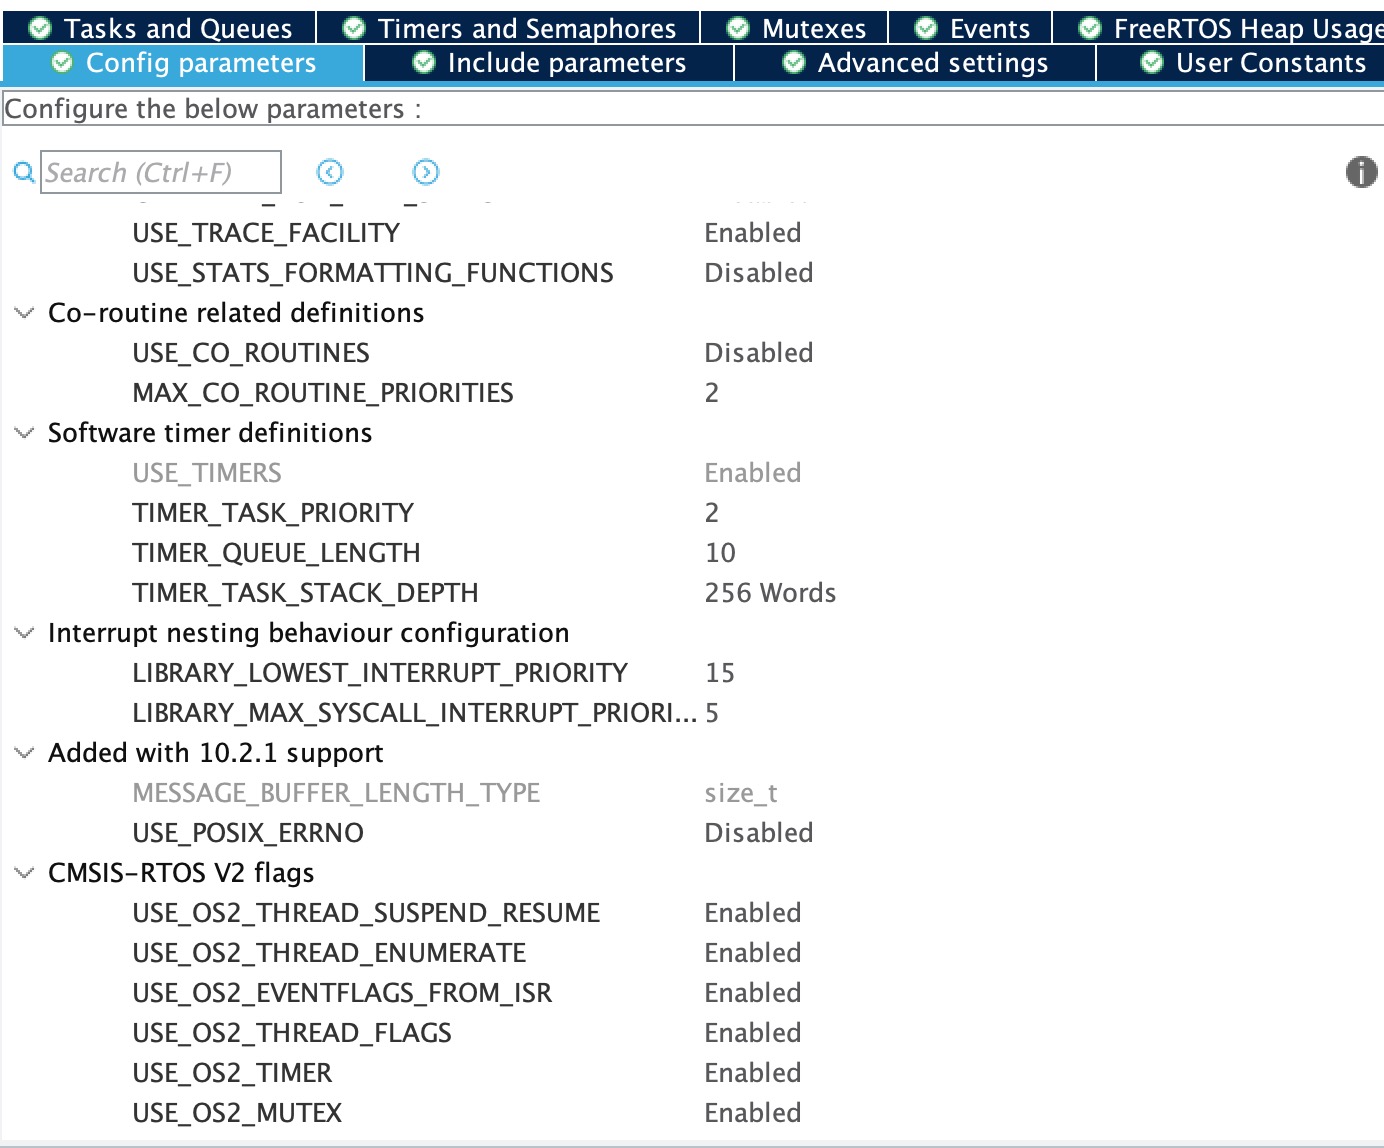 Tasks and Queues Timers and Semaphores Mutexes Events FreeRTOS Heap Usage
Config parameters Include parameters Advanced settings User Constants
Configure the below parameters :
Search (Ctrl+F)
USE_TRACE_FACILITY Enabled
USE_STATS_FORMATTING_FUNCTIONS Disabled
Co-routine related definitions
USE_CO_ROUTINES Disabled
MAX_CO_ROUTINE_PRIORITIES 2
Software timer definitions
USE_TIMERS Enabled
TIMER_TASK_PRIORITY 2
TIMER_QUEUE_LENGTH 10
TIMER_TASK_STACK_DEPTH 256 Words
Interrupt nesting behaviour configuration
LIBRARY_LOWEST_INTERRUPT_PRIORITY 15
LIBRARY_MAX_SYSCALL_INTERRUPT_PRIORI... 5
Added with 10.2.1 support
MESSAGE_BUFFER_LENGTH_TYPE size_t
USE_POSIX_ERRNO Disabled
CMSIS-RTOS V2 flags
USE_OS2_THREAD_SUSPEND_RESUME Enabled
USE_OS2_THREAD_ENUMERATE Enabled
USE_OS2_EVENTFLAGS_FROM_ISR Enabled
USE_OS2_THREAD_FLAGS Enabled
USE_OS2_TIMER Enabled
USE_OS2_MUTEX Enabled